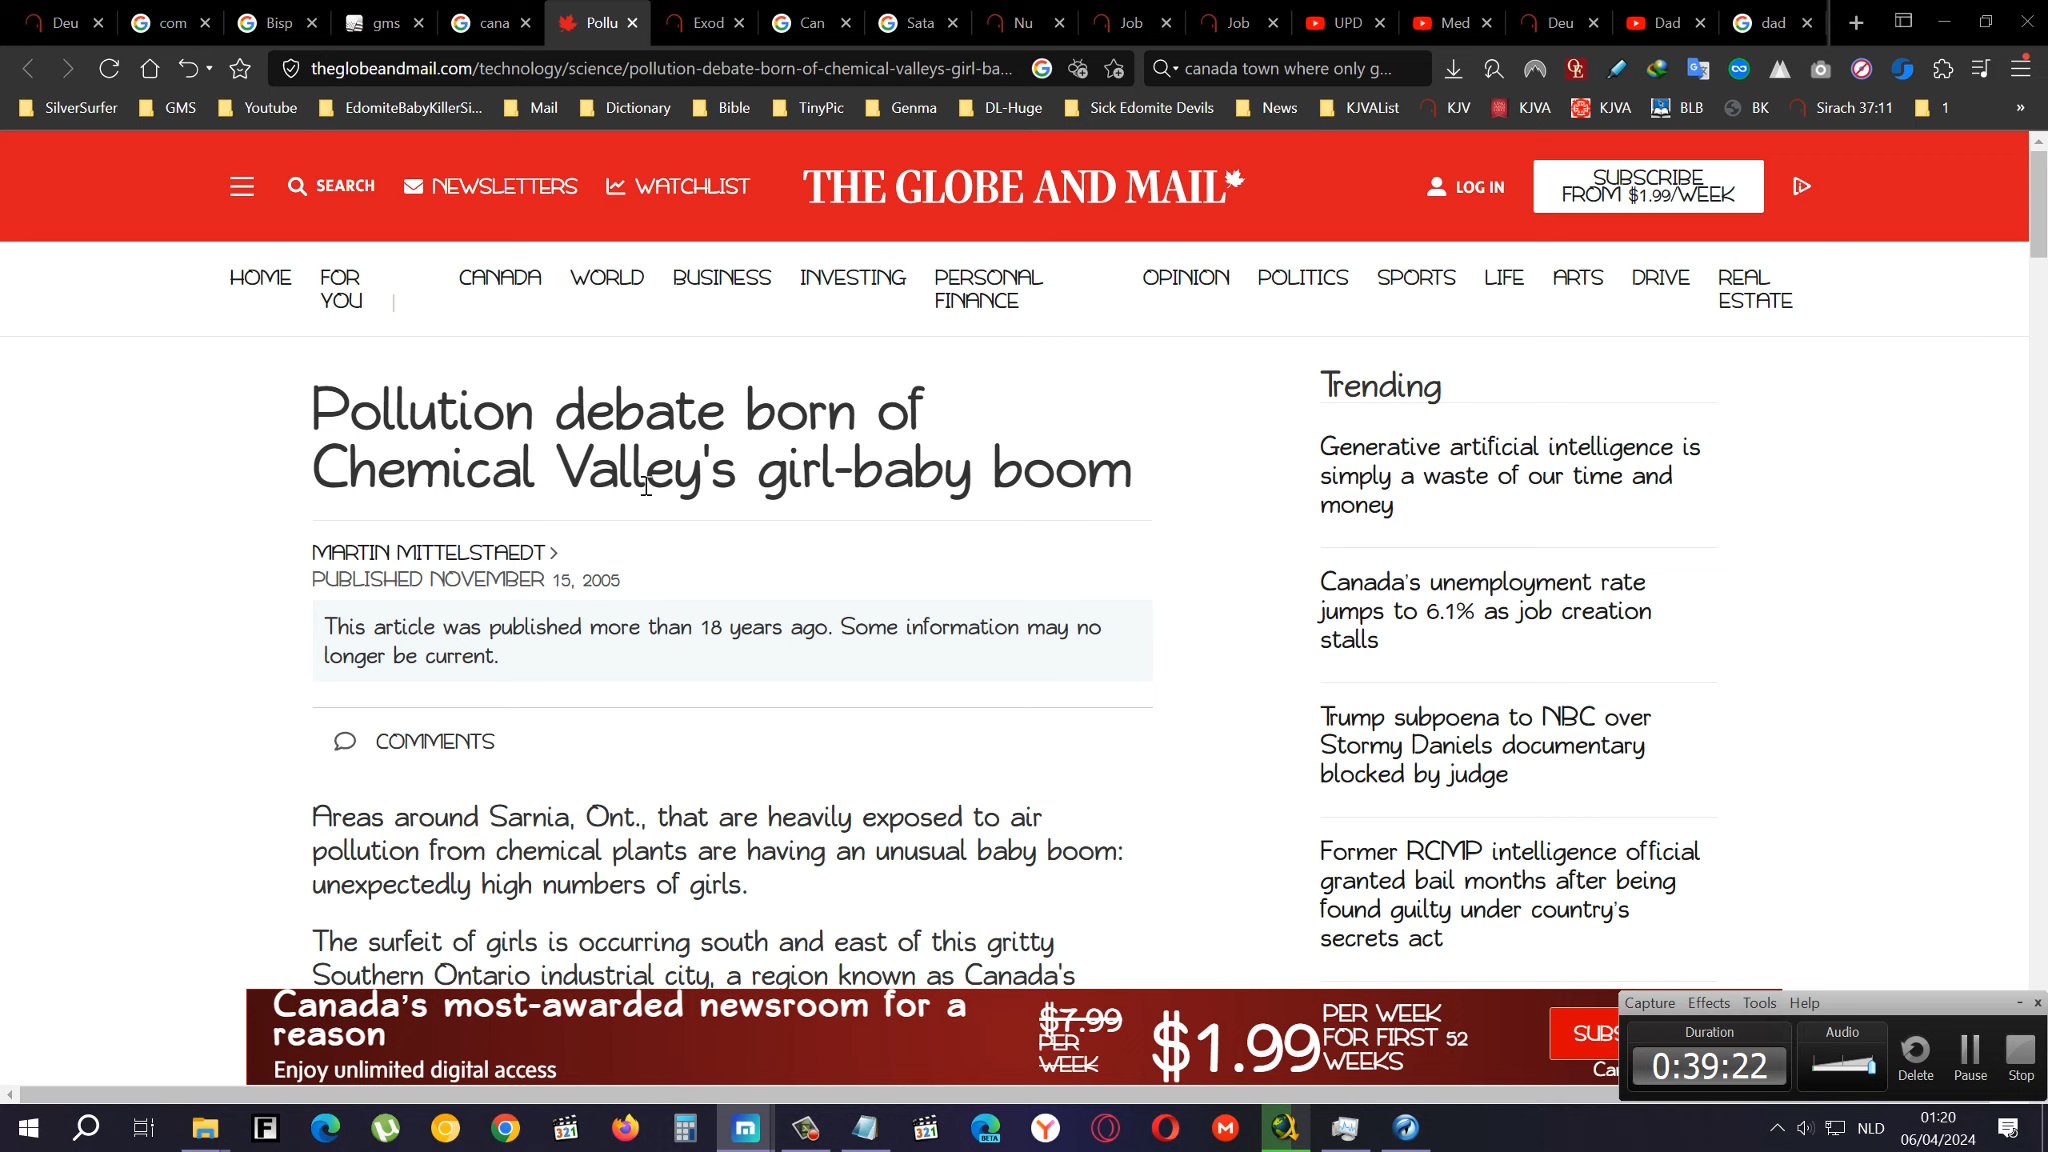 Deu com Bisp gms cana Pollu Exod Can Sata Nu Job Job UPD Med Deu Dad dad
theglobeandmail.com/technology/science/pollution-debate-born-of-chemical-valleys-girl-ba...
canada town where only g...
SilverSurfer GMS Youtube EdomiteBabyKillerSi... Mail Dictionary Bible TinyPic Genma DL-Huge Sick Edomite Devils News KJVAList KJV KJVA KJVA BLB BK Sirach 37:11 1 »
SEARCH NEWSLETTERS WATCHLIST
THE GLOBE AND MAIL
LOG IN
SUBSCRIBE
FROM $1.99/WEEK
HOME FOR YOU | CANADA WORLD BUSINESS INVESTING PERSONAL FINANCE OPINION POLITICS SPORTS LIFE ARTS DRIVE REAL ESTATE
Pollution debate born of
Chemical Valley's girl-baby boom
MARTIN MITTELSTAEDT >
PUBLISHED NOVEMBER 15, 2005
This article was published more than 18 years ago. Some information may no
longer be current.
COMMENTS
Areas around Sarnia, Ont., that are heavily exposed to air
pollution from chemical plants are having an unusual baby boom:
unexpectedly high numbers of girls.
The surfeit of girls is occurring south and east of this gritty
Southern Ontario industrial city, a region known as Canada's
Trending
Generative artificial intelligence is
simply a waste of our time and
money
Canada's unemployment rate
jumps to 6.1% as job creation
stalls
Trump subpoena to NBC over
Stormy Daniels documentary
blocked by judge
Former RCMP intelligence official
granted bail months after being
found guilty under country's
secrets act
Canada's most-awarded newsroom for a
reason
Enjoy unlimited digital access
$7.99
PER
WEEK
$1.99
PER WEEK
FOR FIRST 52
WEEKS
SUBS
Can
Capture Effects Tools Help
Duration
0:39:22
Audio
Delete Pause Stop
NLD
01:20
06/04/2024